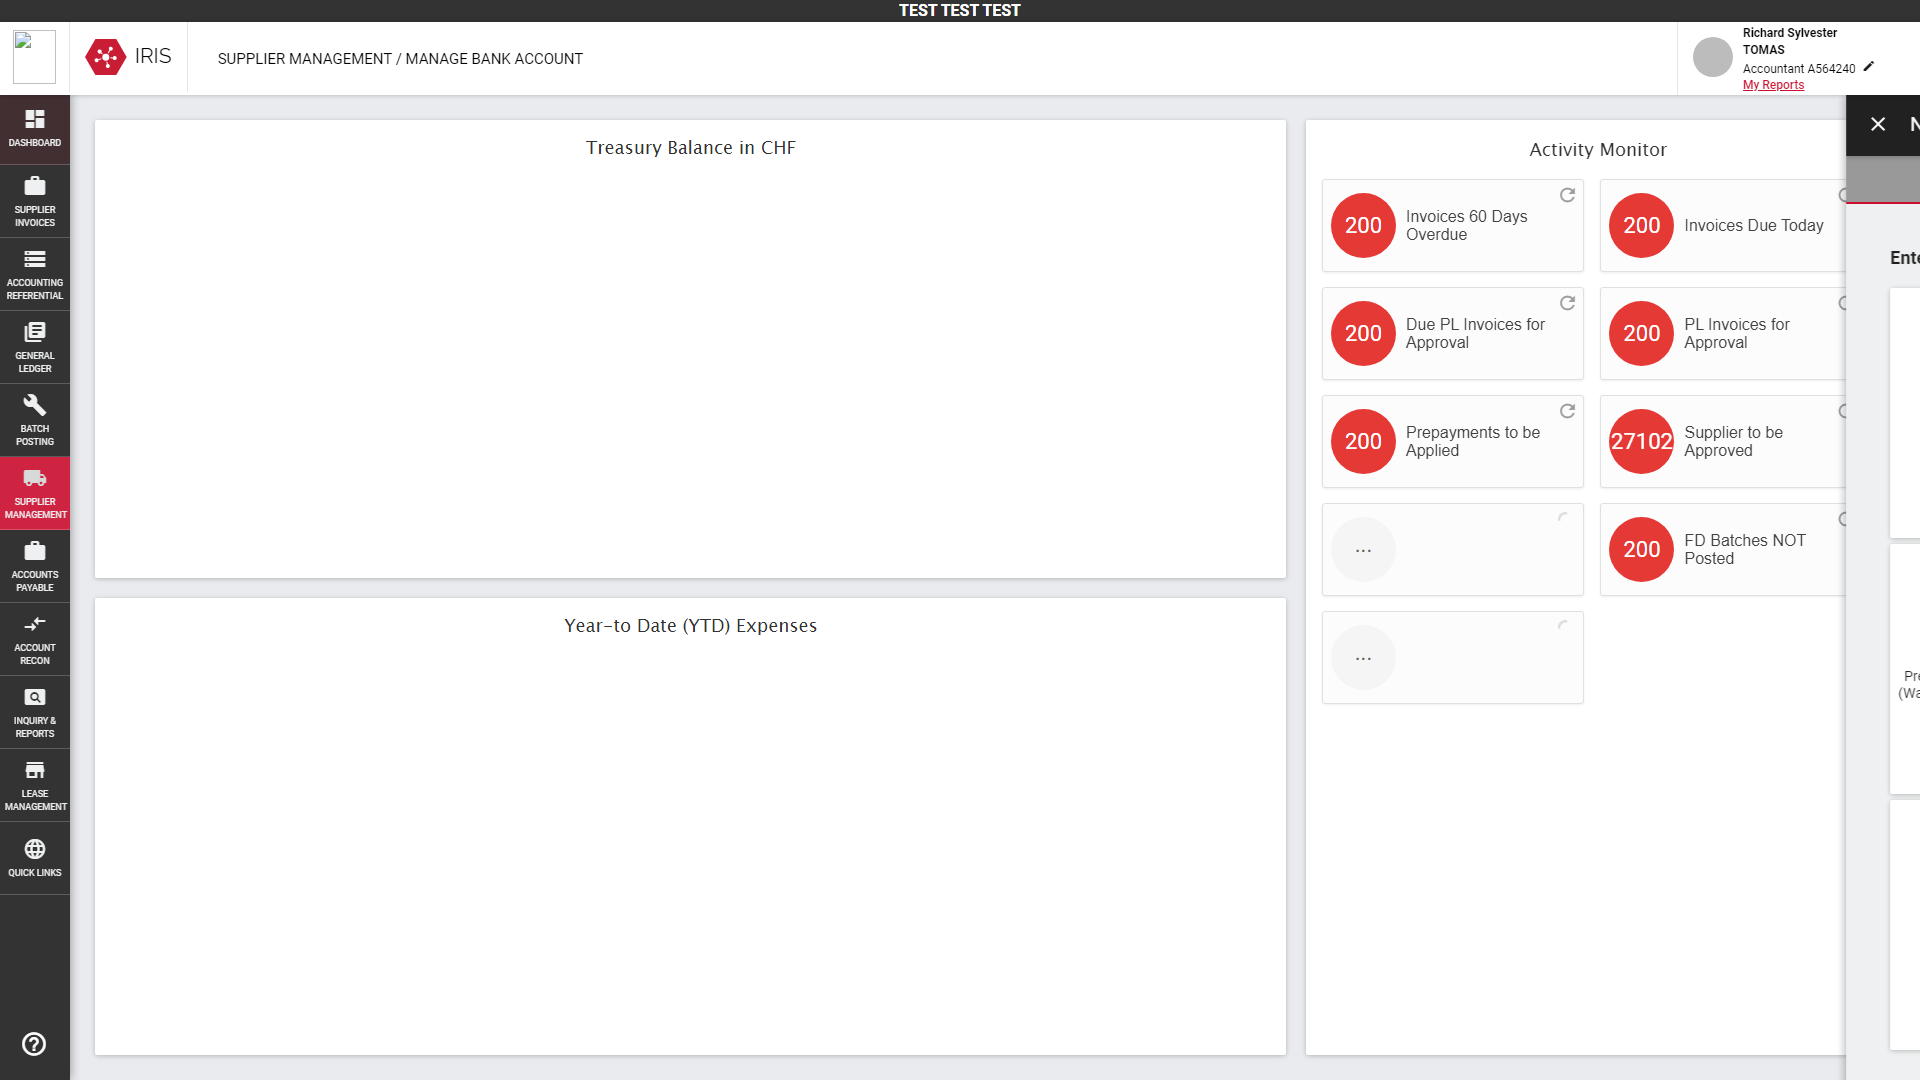 TEST TEST TEST
IRIS
SUPPLIER MANAGEMENT / MANAGE BANK ACCOUNT
Richard Sylvester
TOMAS
Accountant A564240
My Reports
DASHBOARD
SUPPLIER
INVOICES
ACCOUNTING
REFERENTIAL
GENERAL
LEDGER
BATCH
POSTING
SUPPLIER
MANAGEMENT
ACCOUNTS
PAYABLE
ACCOUNT
RECON
INQUIRY &
REPORTS
LEASE
MANAGEMENT
QUICK LINKS
Treasury Balance in CHF
Year-to Date (YTD) Expenses
Activity Monitor
200
Invoices 60 Days
Overdue
200
Invoices Due Today
200
Due PL Invoices for
Approval
200
PL Invoices for
Approval
200
Prepayments to be
Applied
27102
Supplier to be
Approved
...
200
FD Batches NOT
Posted
...